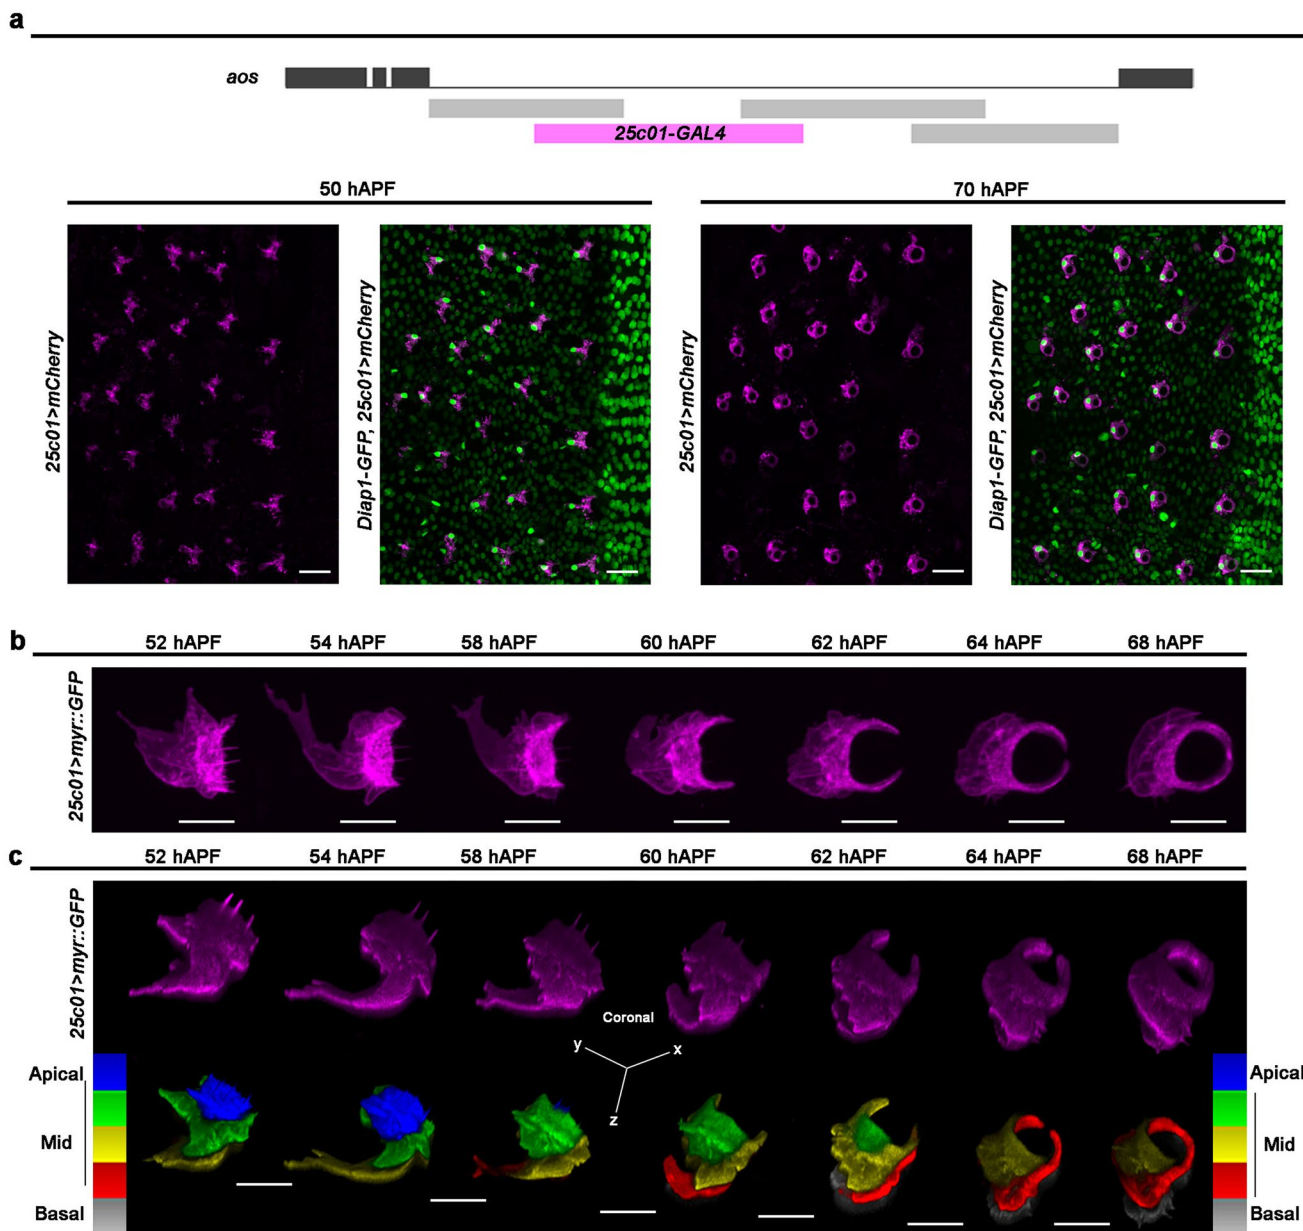 a
aos
25c01-GAL4
50 hAPF
70 hAPF
25c01>mCherry
Diap1-GFP, 25c01>mCherry
25c01>mCherry
Diap1-GFP, 25c01>mCherry
b
52 hAPF 54 hAPF 58 hAPF 60 hAPF 62 hAPF 64 hAPF 68 hAPF
25c01>myr::GFP
c
52 hAPF 54 hAPF 58 hAPF 60 hAPF 62 hAPF 64 hAPF 68 hAPF
25c01>myr::GFP
Coronal
y
x
z
Apical
Mid
Basal
Apical
Mid
Basal